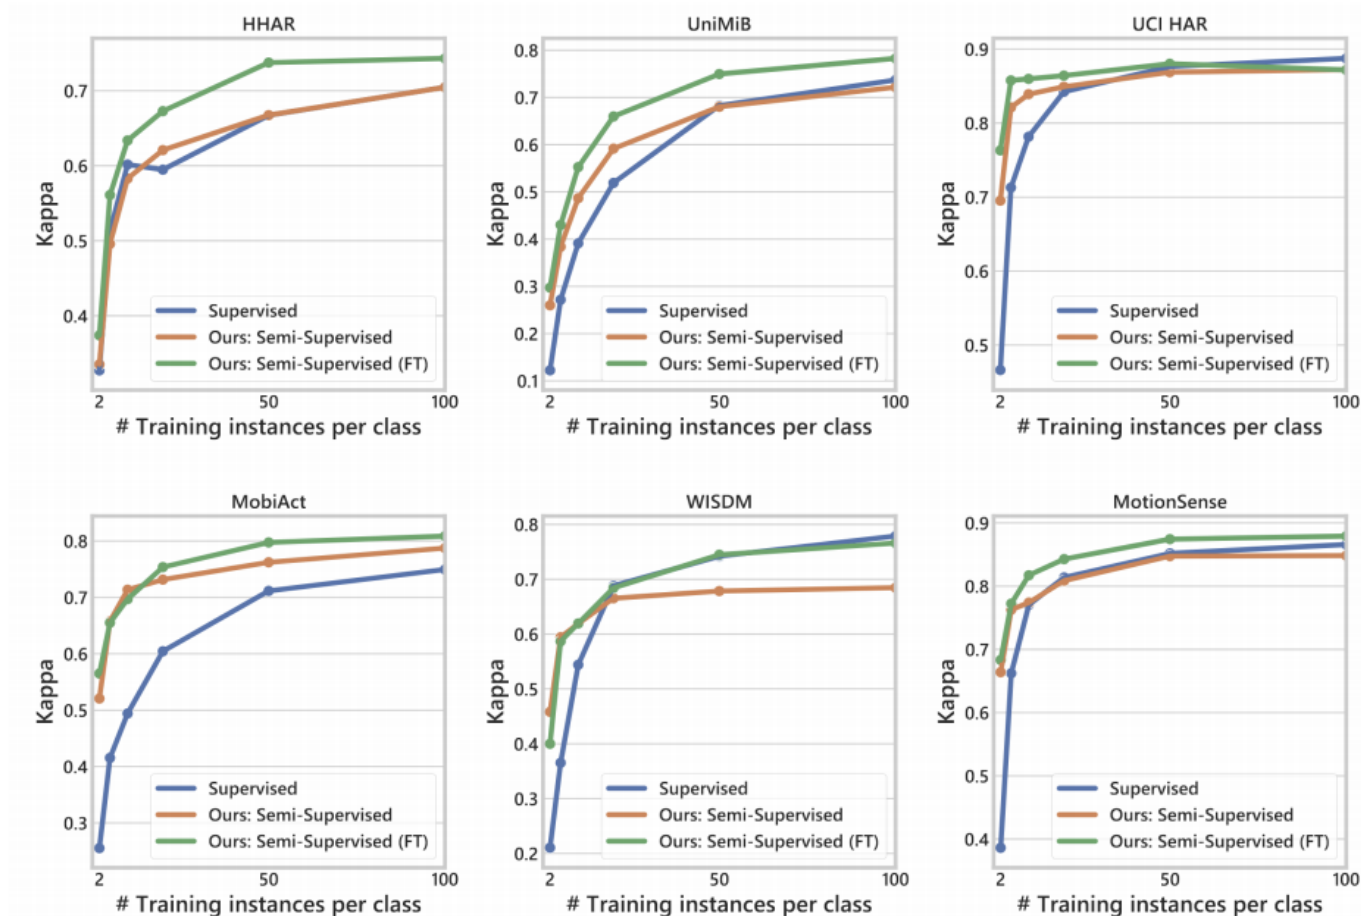 HHAR
Kappa
0.7
0.6
0.5
0.4
Supervised
Ours: Semi-Supervised
Ours: Semi-Supervised (FT)
2 50 100
# Training instances per class
UniMiB
Kappa
0.8
0.7
0.6
0.5
0.4
0.3
0.2
0.1
Supervised
Ours: Semi-Supervised
Ours: Semi-Supervised (FT)
2 50 100
# Training instances per class
UCI HAR
Kappa
0.9
0.8
0.7
0.6
0.5
Supervised
Ours: Semi-Supervised
Ours: Semi-Supervised (FT)
2 50 100
# Training instances per class
MobiAct
Kappa
0.8
0.7
0.6
0.5
0.4
0.3
Supervised
Ours: Semi-Supervised
Ours: Semi-Supervised (FT)
2 50 100
# Training instances per class
WISDM
Kappa
0.8
0.7
0.6
0.5
0.4
0.3
0.2
Supervised
Ours: Semi-Supervised
Ours: Semi-Supervised (FT)
2 50 100
# Training instances per class
MotionSense
Kappa
0.9
0.8
0.7
0.6
0.5
0.4
Supervised
Ours: Semi-Supervised
Ours: Semi-Supervised (FT)
2 50 100
# Training instances per class